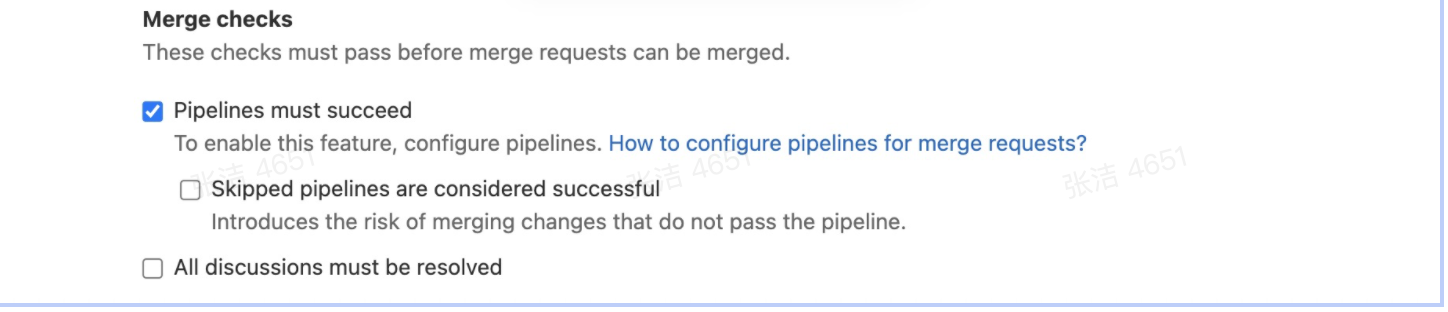 Merge checks
These checks must pass before merge requests can be merged.
Pipelines must succeed
To enable this feature, configure pipelines. How to configure pipelines for merge requests?
张洁 4651
张洁 4651
张洁 4651
Skipped pipelines are considered successful
Introduces the risk of merging changes that do not pass the pipeline.
All discussions must be resolved